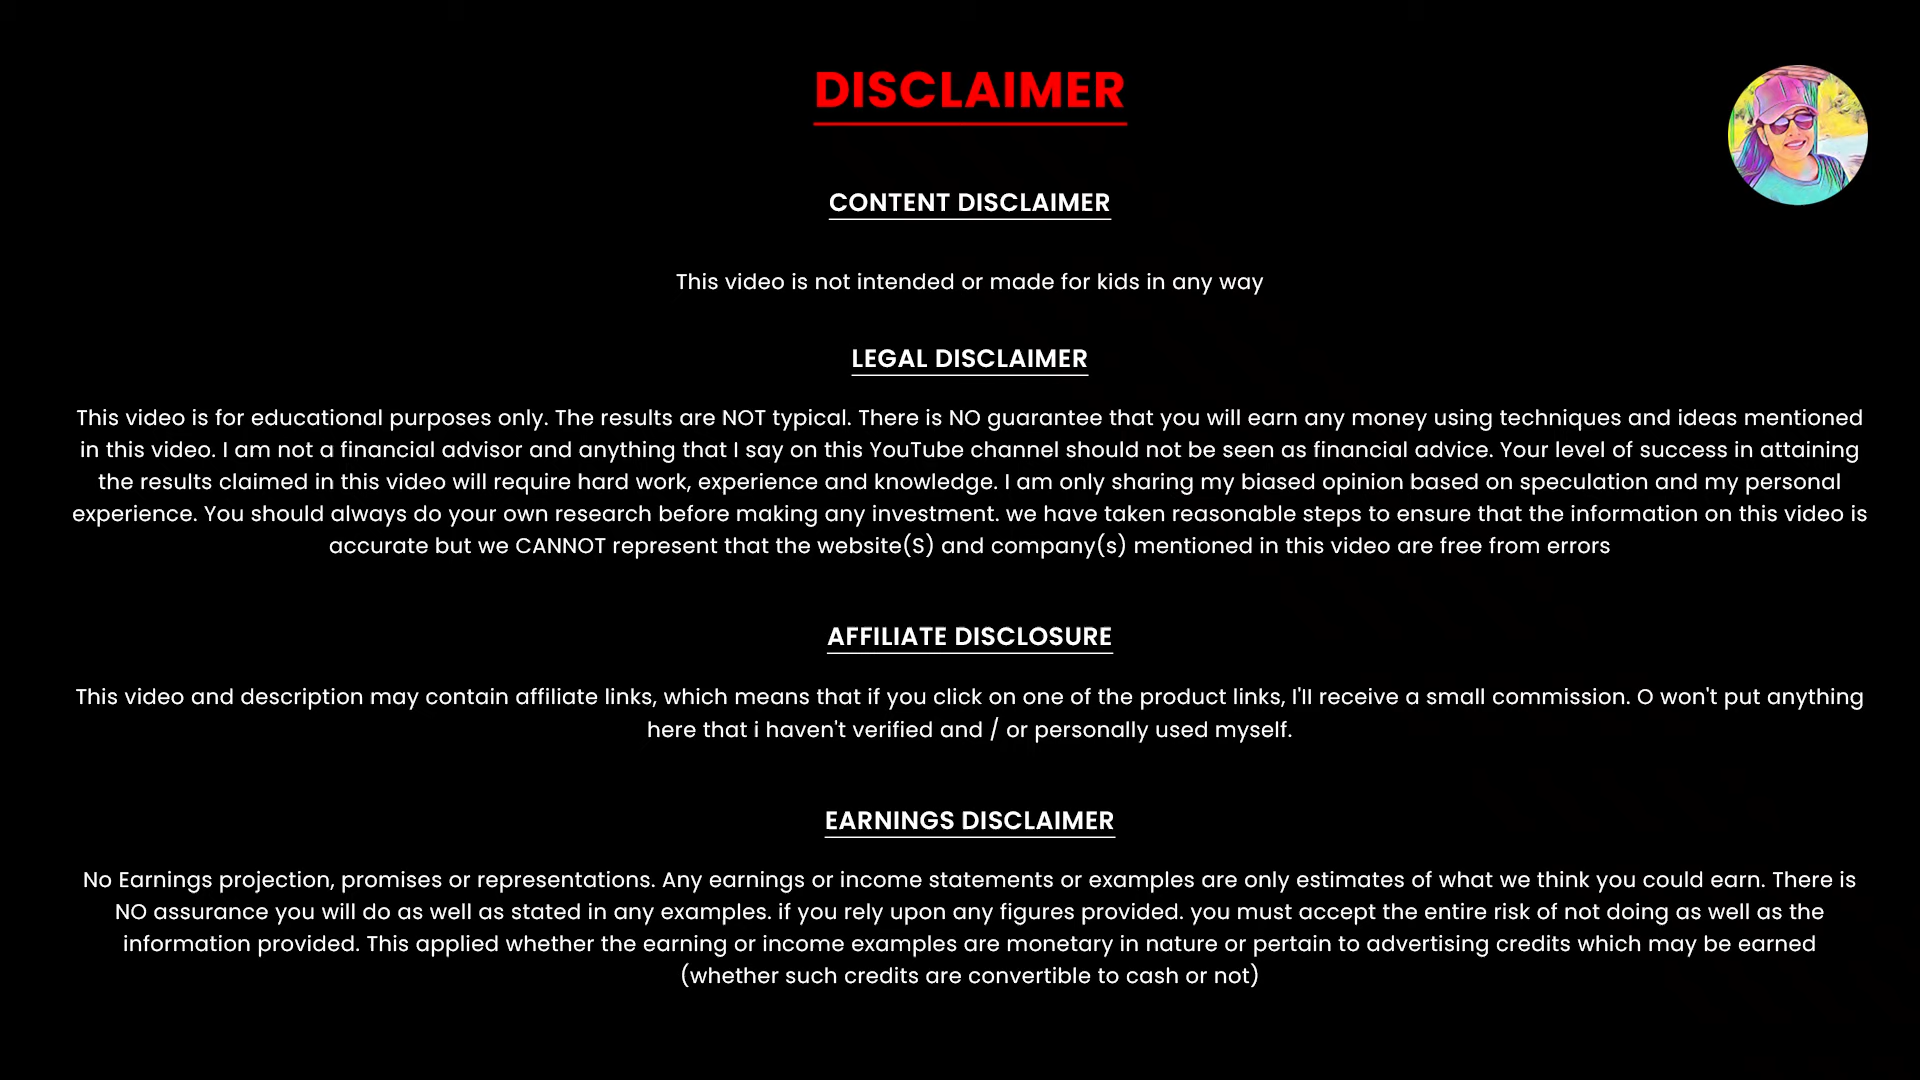 DISCLAIMER
CONTENT DISCLAIMER
This video is not intended or made for kids in any way
LEGAL DISCLAIMER
This video is for educational purposes only. The results are NOT typical. There is NO guarantee that you will earn any money using techniques and ideas mentioned
in this video. I am not a financial advisor and anything that I say on this YouTube channel should not be seen as financial advice. Your level of success in attaining
the results claimed in this video will require hard work, experience and knowledge. I am only sharing my biased opinion based on speculation and my personal
experience. You should always do your own research before making any investment. we have taken reasonable steps to ensure that the information on this video is
accurate but we CANNOT represent that the website(S) and company(s) mentioned in this video are free from errors
AFFILIATE DISCLOSURE
This video and description may contain affiliate links, which means that if you click on one of the product links, I'll receive a small commission. O won't put anything
here that i haven't verified and / or personally used myself.
EARNINGS DISCLAIMER
No Earnings projection, promises or representations. Any earnings or income statements or examples are only estimates of what we think you could earn. There is
NO assurance you will do as well as stated in any examples. if you rely upon any figures provided. you must accept the entire risk of not doing as well as the
information provided. This applied whether the earning or income examples are monetary in nature or pertain to advertising credits which may be earned
(whether such credits are convertible to cash or not)